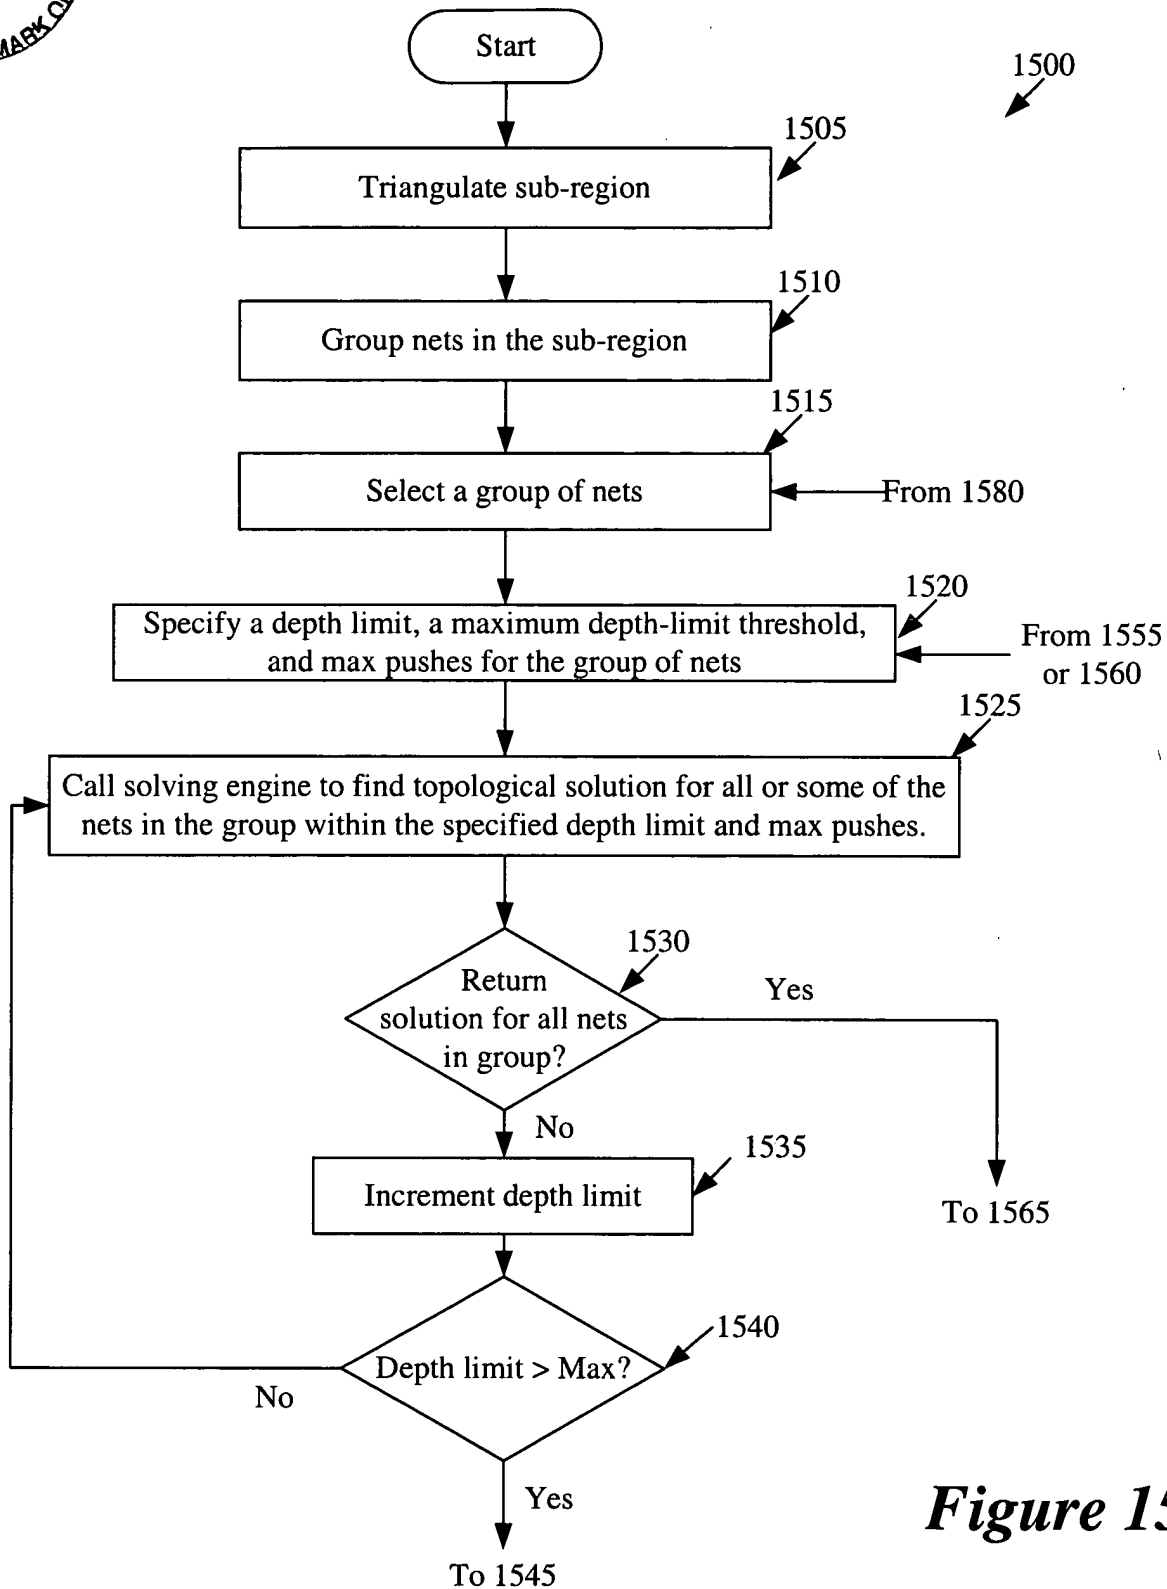 MARK
Start
1500
1505
Triangulate sub-region
1510
Group nets in the sub-region
1515
Select a group of nets
From 1580
1520
Specify a depth limit, a maximum depth-limit threshold,
and max pushes for the group of nets
From 1555
or 1560
1525
Call solving engine to find topological solution for all or some of the
nets in the group within the specified depth limit and max pushes.
1530
Return
solution for all nets
in group?
Yes
No
1535
Increment depth limit
To 1565
1540
Depth limit > Max?
No
Yes
To 1545
Figure 15